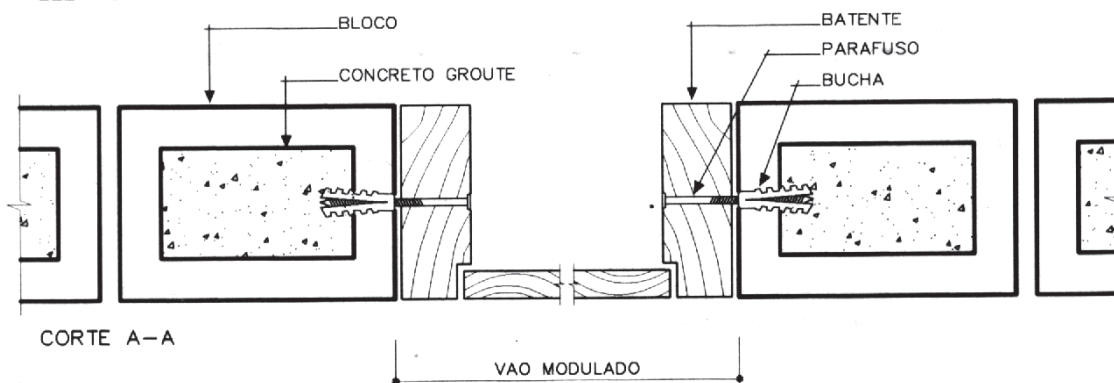 BLOCO
BATENTE
PARAFUSO
CONCRETO GROUTE
BUCHA
CORTE A-A
VAO MODULADO